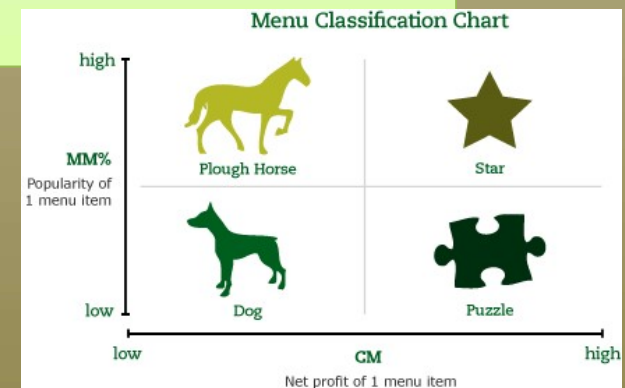 Menu Classification Chart
high
Plough Horse
Star
MM%
Popularity of
1 menu item
Dog
Puzzle
low
low
CM
high
Net profit of 1 menu item